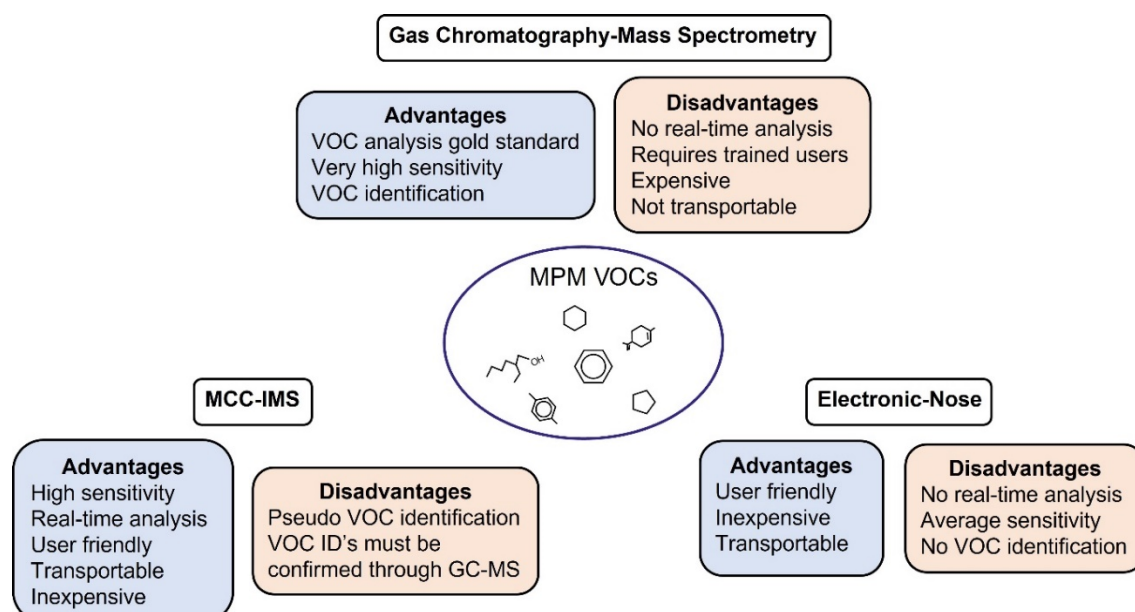 Gas Chromatography-Mass Spectrometry
Advantages
VOC analysis gold standard
Very high sensitivity
VOC identification
Disadvantages
No real-time analysis
Requires trained users
Expensive
Not transportable
MPM VOCs
OH
MCC-IMS
Advantages
High sensitivity
Real-time analysis
User friendly
Transportable
Inexpensive
Disadvantages
Pseudo VOC identification
VOC ID's must be
confirmed through GC-MS
Electronic-Nose
Advantages
User friendly
Inexpensive
Transportable
Disadvantages
No real-time analysis
Average sensitivity
No VOC identification